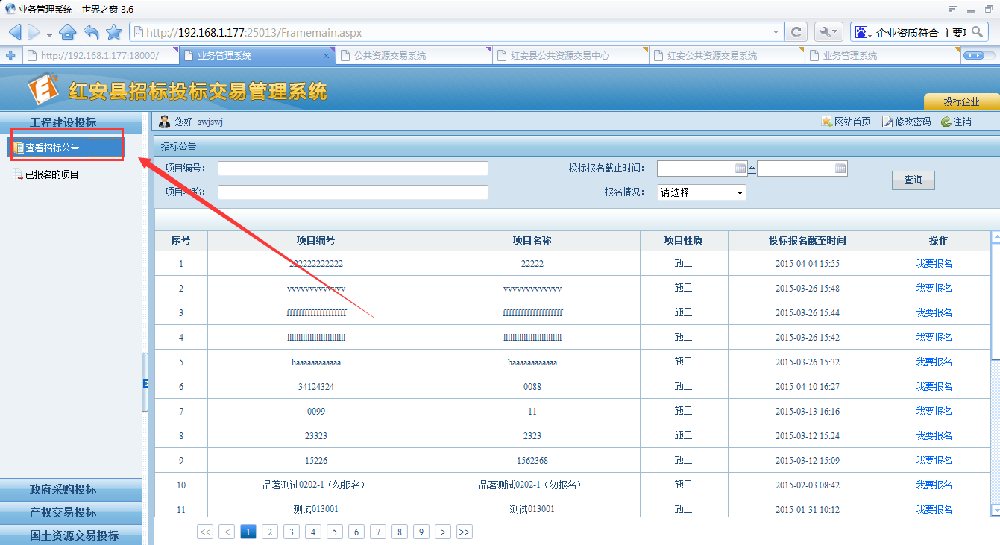 业务管理系统 - 世界之窗 3.6
http://192.168.1.177:25013/Framemain.aspx
企业资质符合 主要项
http://192.168.1.177:18000/
业务管理系统
公共资源交易系统
红安县公共资源交易中心
红安公共资源交易系统
业务管理系统
红安县招标投标交易管理系统
投标企业
工程建设投标
查看招标公告
已报名的项目
政府采购投标
产权交易投标
国土资源交易投标
您好 swjswj
网站首页 修改密码 注销
招标公告
项目编号：
投标报名截止时间： 至
项目名称：
报名情况： 请选择
查询
序号 项目编号 项目名称 项目性质 投标报名截至时间 操作
1 222222222222 22222 施工 2015-04-04 15:55 我要报名
2 vvvvvvvvvvvvv vvvvvvvvvvvvv 施工 2015-03-26 15:48 我要报名
3 ffffffffffffffffffff ffffffffffffffffffff 施工 2015-03-26 15:44 我要报名
4 施工 2015-03-26 15:42 我要报名
5 haaaaaaaaaaaa haaaaaaaaaaaa 施工 2015-03-26 15:32 我要报名
6 34124324 0088 施工 2015-04-10 16:27 我要报名
7 0099 11 施工 2015-03-13 16:16 我要报名
8 23323 2323 施工 2015-03-12 15:24 我要报名
9 15226 1562368 施工 2015-03-12 15:09 我要报名
10 品茗测试0202-1（勿报名） 品茗测试0202-1（勿报名） 施工 2015-02-03 08:42 我要报名
11 测试013001 测试013001 施工 2015-01-31 10:12 我要报名
<< < 1 2 3 4 5 6 7 8 9 > >>